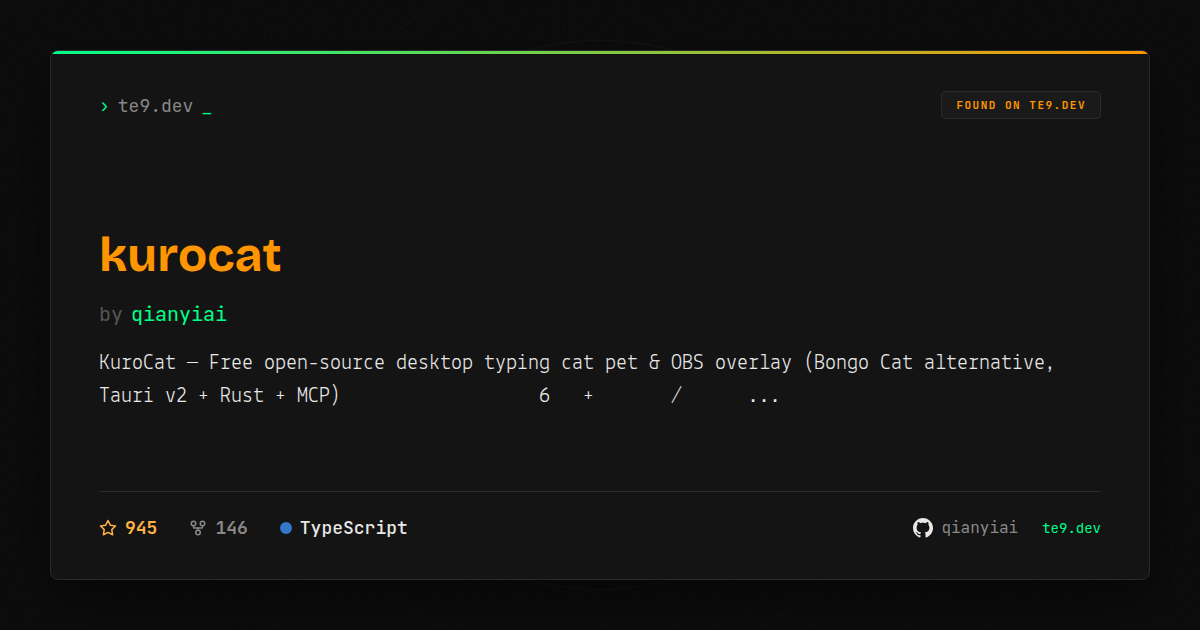 › te9.dev _
FOUND ON TE9.DEV
kurocat
by qianyiai
KuroCat — Free open-source desktop typing cat pet & OBS overlay (Bongo Cat alternative,
Tauri v2 + Rust + MCP) 6 + / ...
945 146 TypeScript
qianyiai te9.dev